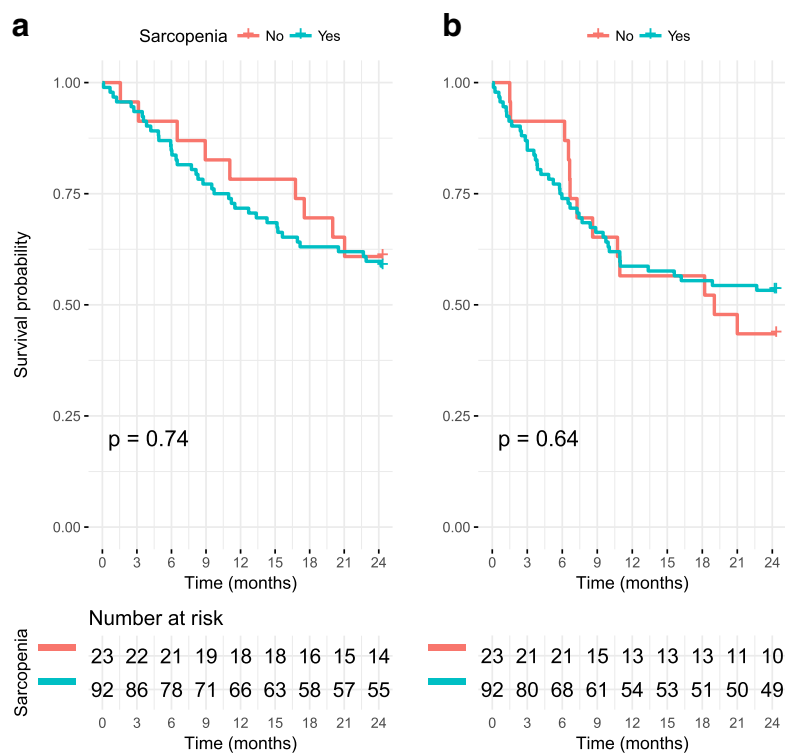 a
b
Sarcopenia No Yes
No Yes
Survival probability
1.00
0.75
0.50
0.25
0.00
p = 0.74
0 3 6 9 12 15 18 21 24
Time (months)
1.00
0.75
0.50
0.25
0.00
p = 0.64
0 3 6 9 12 15 18 21 24
Time (months)
Number at risk
Sarcopenia
23 22 21 19 18 18 16 15 14
92 86 78 71 66 63 58 57 55
0 3 6 9 12 15 18 21 24
Time (months)
23 21 21 15 13 13 13 11 10
92 80 68 61 54 53 51 50 49
0 3 6 9 12 15 18 21 24
Time (months)